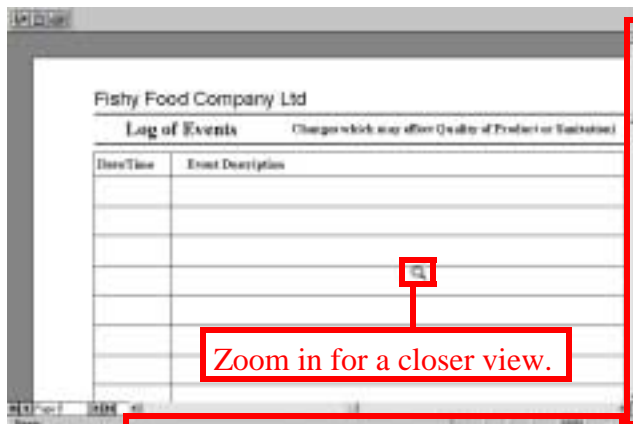 Fishy Food Company Ltd
Log of Events Changes which may affect Quality of Product or Sanitation)
Date/Time Event Description
Zoom in for a closer view.
Page